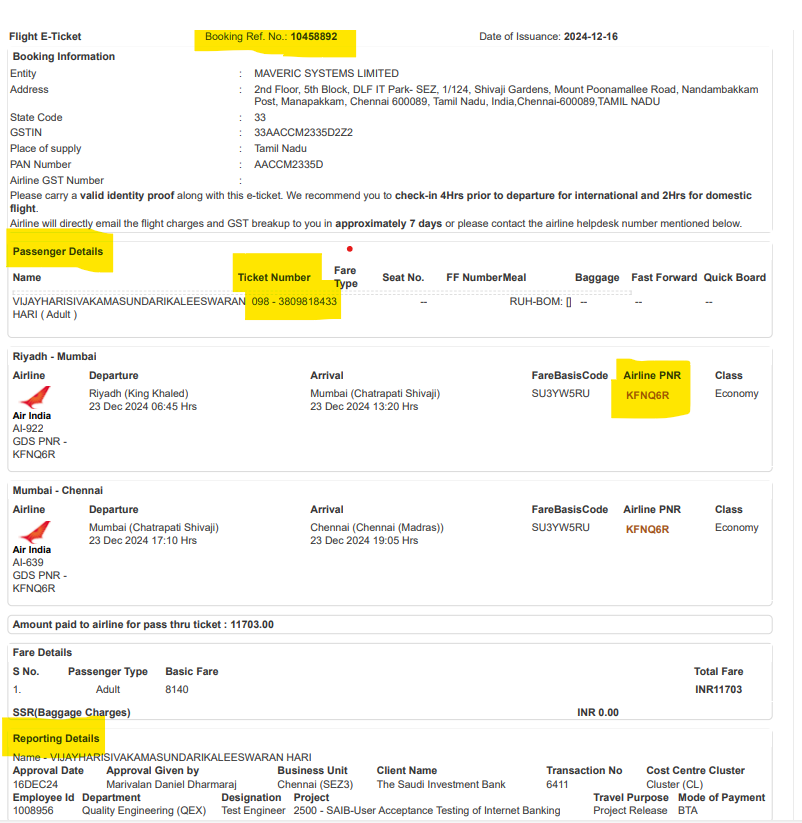 Flight E-Ticket Booking Ref. No.: 10458892 Date of Issuance: 2024-12-16
Booking Information
Entity : MAVERIC SYSTEMS LIMITED
Address : 2nd Floor, 5th Block, DLF IT Park- SEZ, 1/124, Shivaji Gardens, Mount Poonamallee Road, Nandambakkam
Post, Manapakkam, Chennai 600089, Tamil Nadu, India,Chennai-600089,TAMIL NADU
State Code : 33
GSTIN : 33AACCM2335D2Z2
Place of supply : Tamil Nadu
PAN Number : AACCM2335D
Airline GST Number :
Please carry a valid identity proof along with this e-ticket. We recommend you to check-in 4Hrs prior to departure for international and 2Hrs for domestic
flight.
Airline will directly email the flight charges and GST breakup to you in approximately 7 days or please contact the airline helpdesk number mentioned below.
Passenger Details
Name Ticket Number Fare Type Seat No. FF Number Meal Baggage Fast Forward Quick Board
VIJAYHARISIVAKAMASUNDARIKALEESWARAN 098 - 3809818433 -- RUH-BOM: [] -- -- --
HARI ( Adult )
Riyadh - Mumbai
Airline Departure Arrival FareBasisCode Airline PNR Class
Riyadh (King Khaled) Mumbai (Chatrapati Shivaji) SU3YW5RU KFNQ6R Economy
23 Dec 2024 06:45 Hrs 23 Dec 2024 13:20 Hrs
Air India
AI-922
GDS PNR -
KFNQ6R
Mumbai - Chennai
Airline Departure Arrival FareBasisCode Airline PNR Class
Mumbai (Chatrapati Shivaji) Chennai (Chennai (Madras)) SU3YW5RU KFNQ6R Economy
23 Dec 2024 17:10 Hrs 23 Dec 2024 19:05 Hrs
Air India
AI-639
GDS PNR -
KFNQ6R
Amount paid to airline for pass thru ticket : 11703.00
Fare Details
S No. Passenger Type Basic Fare Total Fare
1. Adult 8140 INR11703
SSR(Baggage Charges) INR 0.00
Reporting Details
Name - VIJAYHARISIVAKAMASUNDARIKALEESWARAN HARI
Approval Date Approval Given by Business Unit Client Name Transaction No Cost Centre Cluster
16DEC24 Marivalan Daniel Dharmaraj Chennai (SEZ3) The Saudi Investment Bank 6411 Cluster (CL)
Employee Id Department Designation Project Travel Purpose Mode of Payment
1008956 Quality Engineering (QEX) Test Engineer 2500 - SAIB-User Acceptance Testing of Internet Banking Project Release BTA